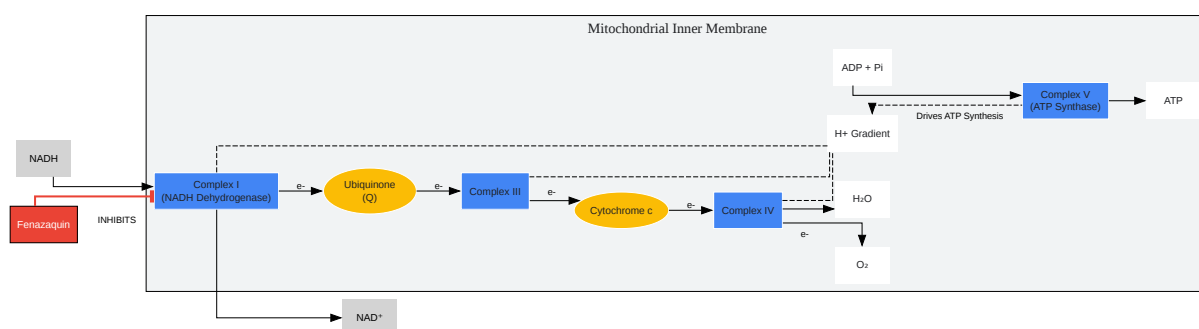 Mitochondrial Inner Membrane
ADP + Pi
Complex V
(ATP Synthase)
ATP
Drives ATP Synthesis
H+ Gradient
NADH
Complex I
(NADH Dehydrogenase)
e-
Ubiquinone
(Q)
e-
Complex III
e-
Cytochrome c
e-
Complex IV
H₂O
e-
O₂
Fenazaquin
INHIBITS
NAD⁺